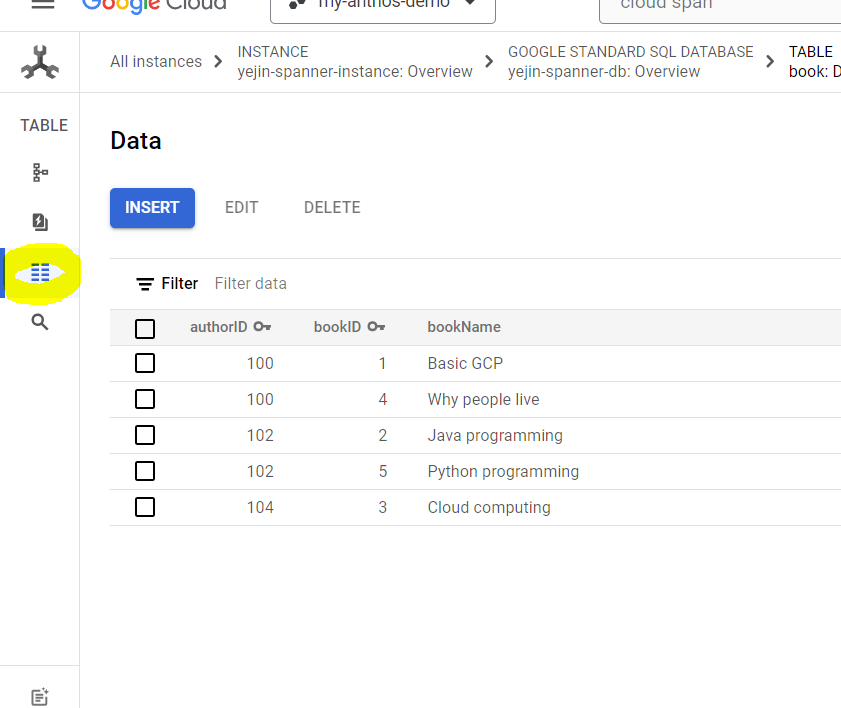 Google Cloud
my-anthos-demo
cloud span
All instances
INSTANCE
yejin-spanner-instance: Overview
GOOGLE STANDARD SQL DATABASE
yejin-spanner-db: Overview
TABLE
book: D
TABLE
Data
INSERT EDIT DELETE
Filter Filter data
authorID bookID bookName
100 1 Basic GCP
100 4 Why people live
102 2 Java programming
102 5 Python programming
104 3 Cloud computing